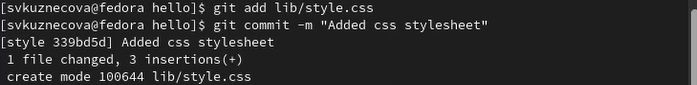 [svkuznecova@fedora hello]$ git add lib/style.css
[svkuznecova@fedora hello]$ git commit -m "Added css stylesheet"
[style 339bd5d] Added css stylesheet
 1 file changed, 3 insertions(+)
 create mode 100644 lib/style.css